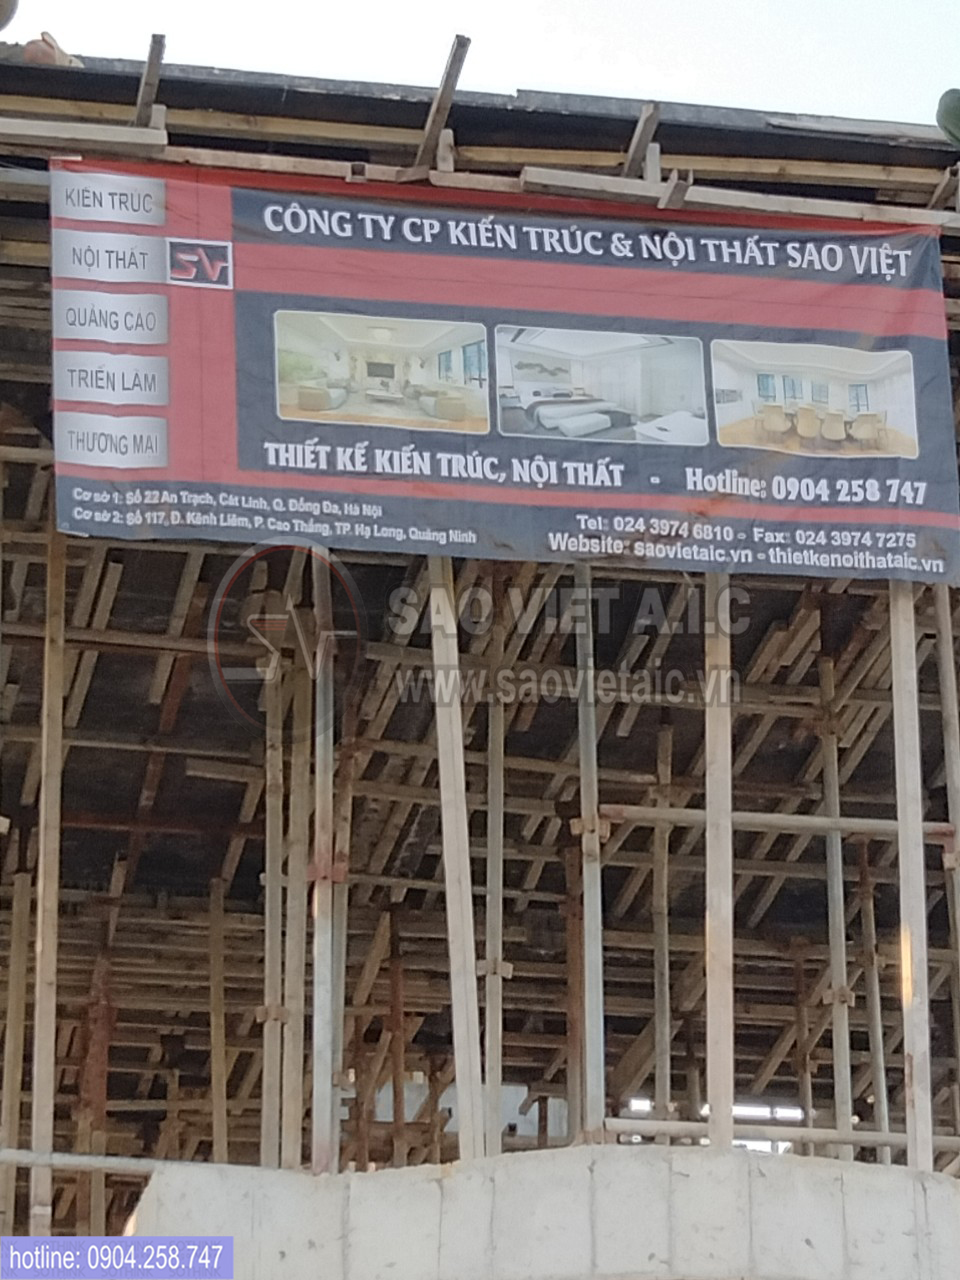 KIẾN TRÚC
NỘI THẤT
SV
QUẢNG CÁO
TRIỂN LÃM
THƯƠNG MẠI
CÔNG TY CP KIẾN TRÚC & NỘI THẤT SAO VIỆT
THIẾT KẾ KIẾN TRÚC, NỘI THẤT - Hotline: 0904 258 747
Cơ sở 1: Số 22 An Trạch, Cát Linh, Q. Đống Đa, Hà Nội
Cơ sở 2: Số 117, Đ. Kênh Liêm, P. Cao Thắng, TP. Hạ Long, Quảng Ninh
Tel: 024 3974 6810 - Fax: 024 3974 7275
Website: saovietaic.vn - thietkenoithataic.vn
SV
SAO VIET A.I.C
www.saovietaic.vn
hotline: 0904.258.747